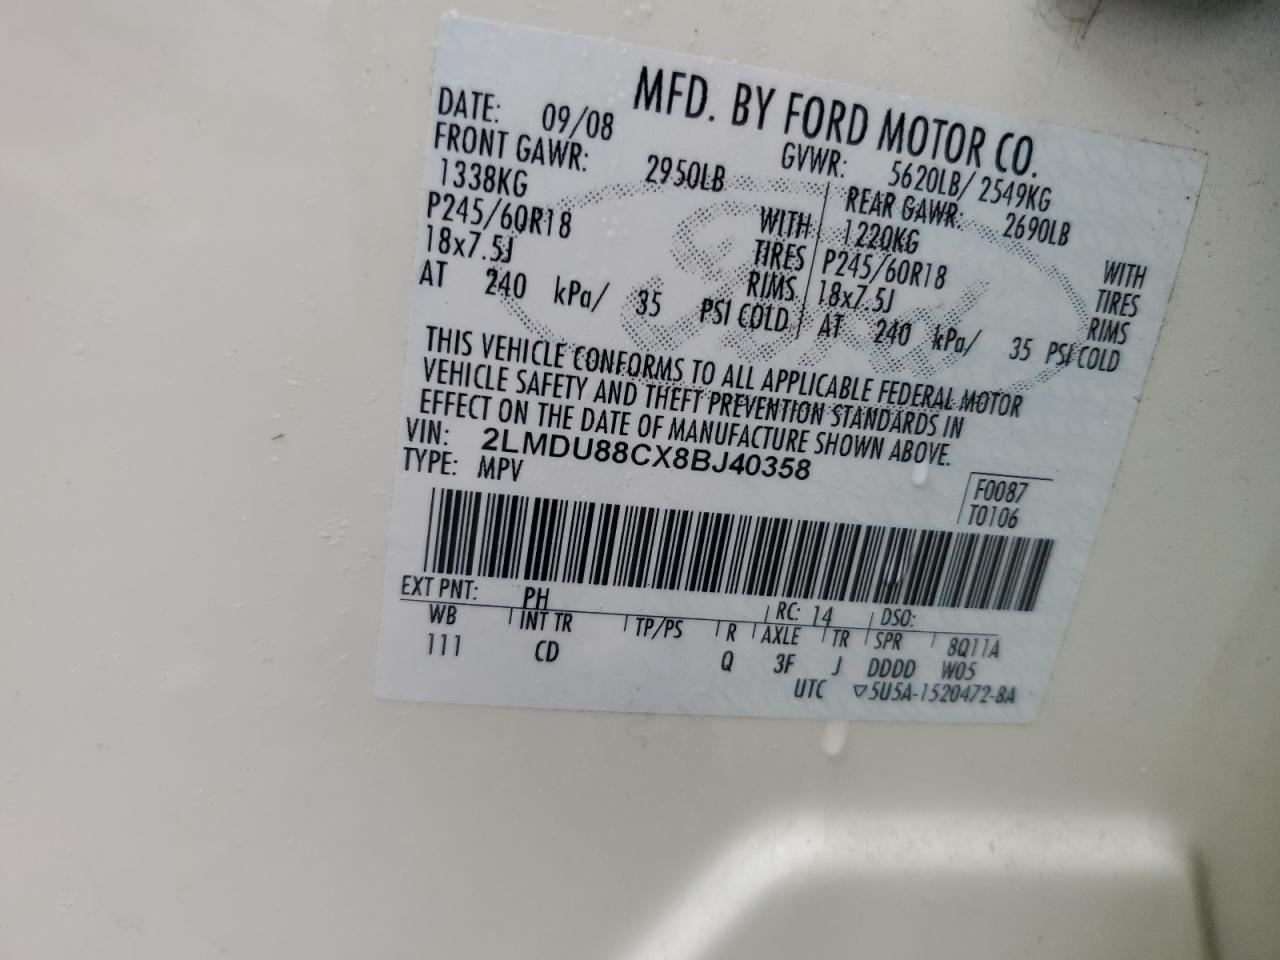 MFD. BY FORD MOTOR CO.
DATE: 09/08 GVWR: 5620LB/ 2549KG
FRONT GAWR: 2950LB REAR GAWR: 2690LB
1338KG WITH 1220KG WITH
P245/60R18 TIRES P245/60R18 TIRES
18x7.5J RIMS 18x7.5J RIMS
AT 240 kPa/ 35 PSI COLD AT 240 kPa/ 35 PSI COLD
THIS VEHICLE CONFORMS TO ALL APPLICABLE FEDERAL MOTOR
VEHICLE SAFETY AND THEFT PREVENTION STANDARDS IN
EFFECT ON THE DATE OF MANUFACTURE SHOWN ABOVE.
VIN: 2LMDU88CX8BJ40358
TYPE: MPV
F0087
T0106
EXT PNT: PH RC: 14 DSO:
WB INT TR TP/PS R AXLE TR SPR 8Q11A
111 CD Q 3F J DDDD W05
UTC ▽5U5A-1520472-BA